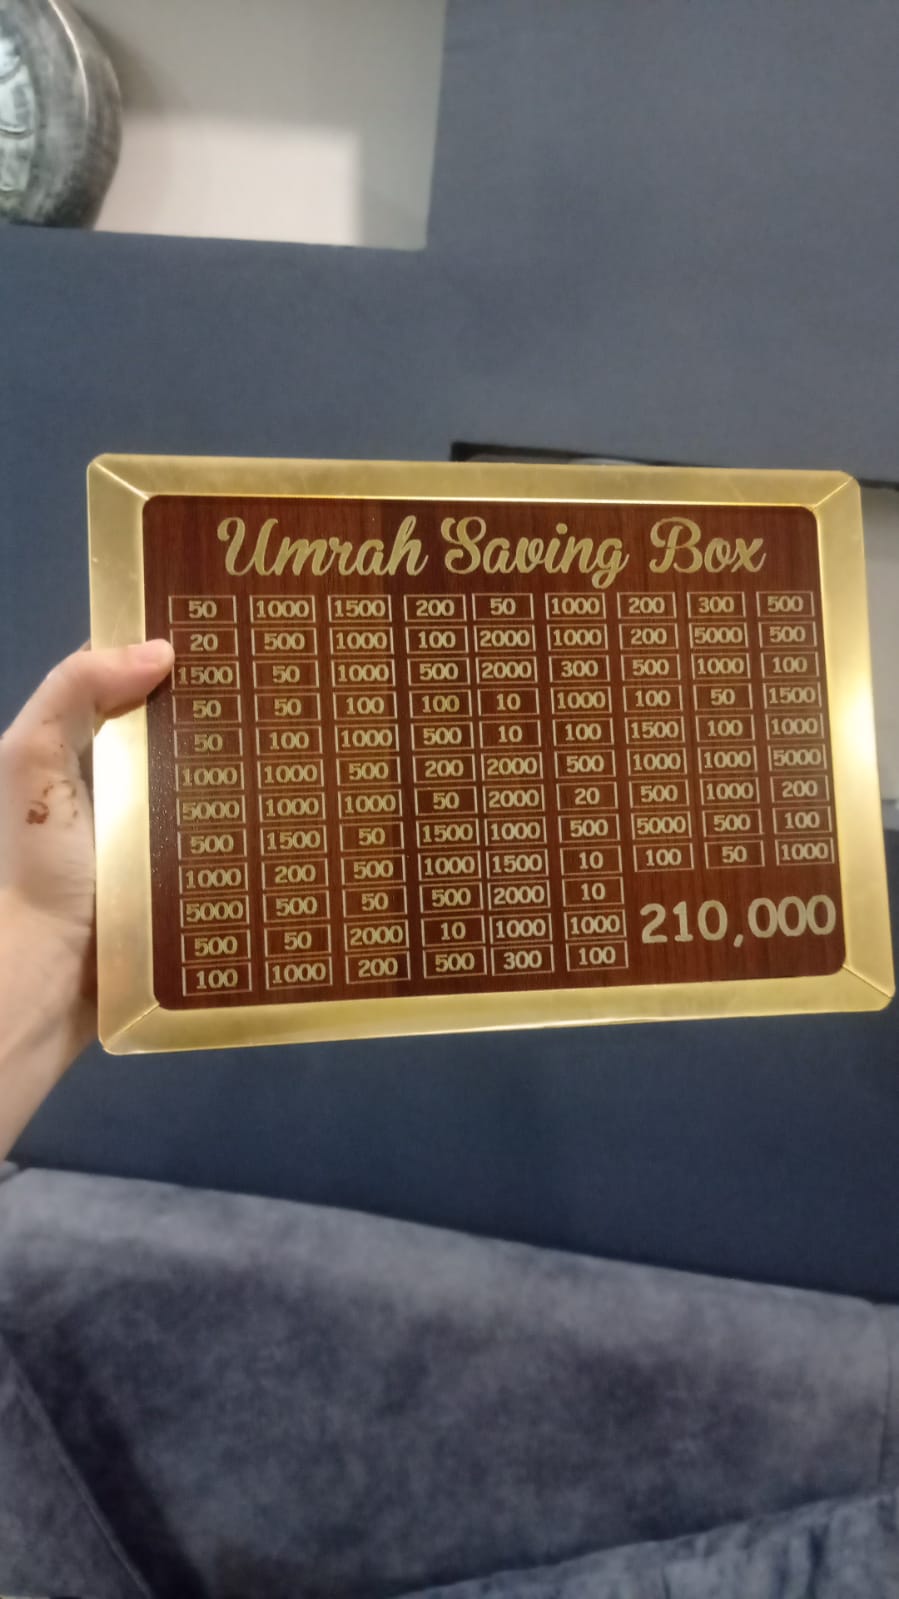 Umrah Saving Box
50 1000 1500 200 50 1000 200 300 500
20 500 1000 100 2000 1000 200 5000 500
1500 50 1000 500 2000 300 500 1000 100
50 50 100 100 10 1000 100 50 1500
50 100 1000 500 10 100 1500 100 1000
1000 1000 500 200 2000 500 1000 1000 5000
5000 1000 1000 50 2000 20 500 1000 200
500 1500 50 1500 1000 500 5000 500 100
1000 200 500 1000 1500 10 100 50 1000
5000 500 50 500 2000 10
500 50 2000 10 1000 1000 210,000
100 1000 200 500 300 100